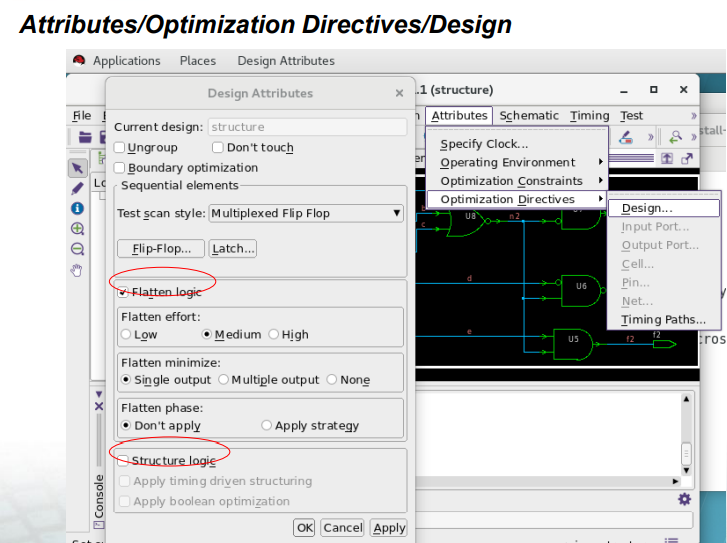 Attributes/Optimization Directives/Design
Applications Places Design Attributes
Design Attributes ×
.1 (structure)
File
Attributes Schematic Timing Test »
Current design: structure
Ungroup Don't touch
Boundary optimization
Sequential elements
Test scan style: Multiplexed Flip Flop
Flip-Flop... Latch...
Flatten logic
Flatten effort:
Low Medium High
Flatten minimize:
Single output Multiple output None
Flatten phase:
Don't apply Apply strategy
Structure logic
Apply timing driven structuring
Apply boolean optimization
OK Cancel Apply
Specify Clock...
Operating Environment
Optimization Constraints
Optimization Directives
Design...
Input Port...
Output Port...
Cell...
Pin...
Net...
Timing Paths...
b
c
U8
n2
d
U6
e
U5
f2
f2
stall-
cros
Console